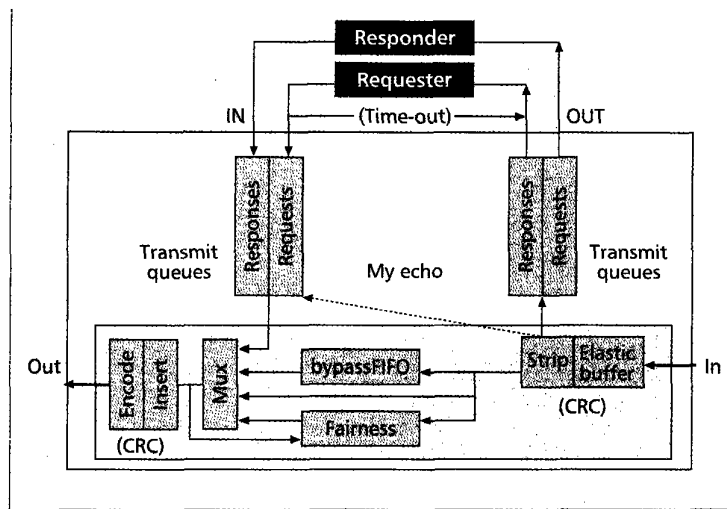 Responder
Requester
IN
(Time-out)
OUT
Responses
Requests
Responses
Requests
Transmit
queues
My echo
Transmit
queues
Out
Encode
Insert
Mux
bypassFIFO
Strip
Elastic
buffer
In
(CRC)
Fairness
(CRC)